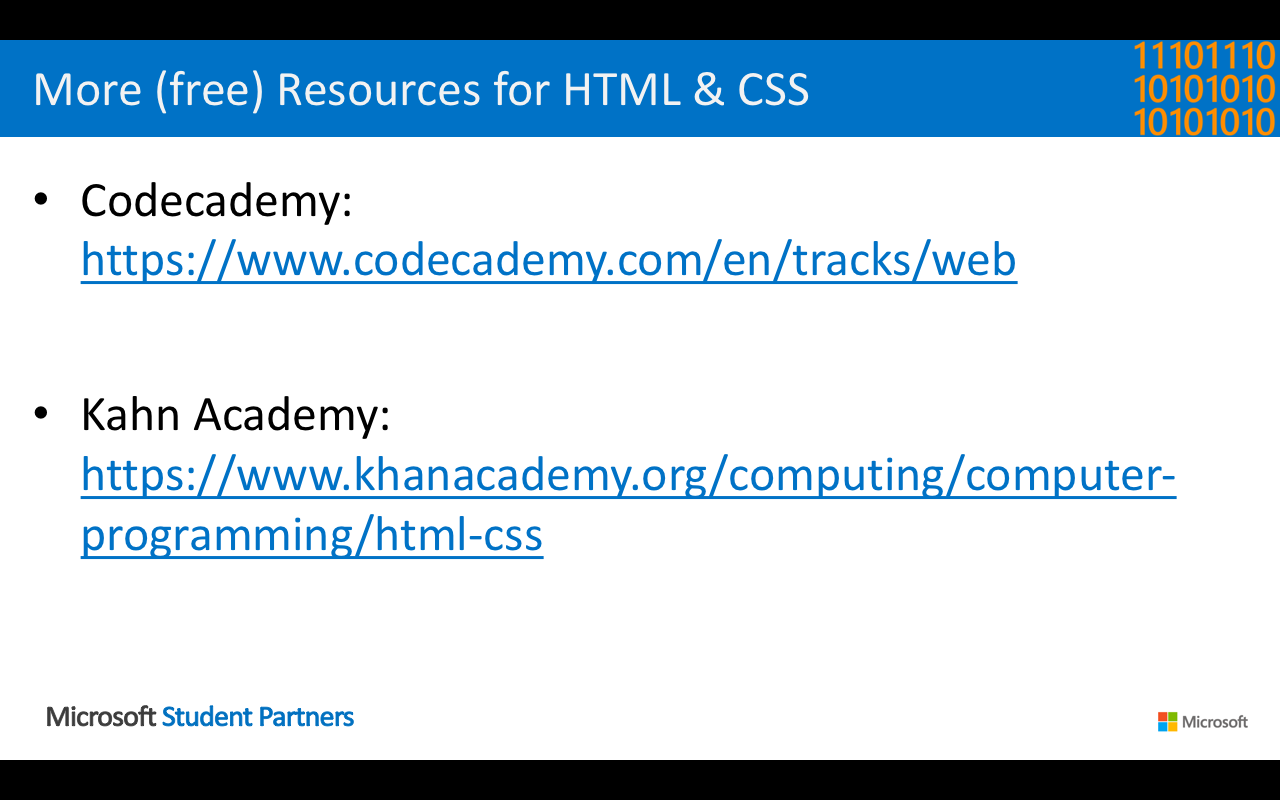 More (free) Resources for HTML & CSS
11101110
10101010
10101010
• Codecademy:
https://www.codecademy.com/en/tracks/web
• Kahn Academy:
https://www.khanacademy.org/computing/computer-
programming/html-css
Microsoft Student Partners
Microsoft